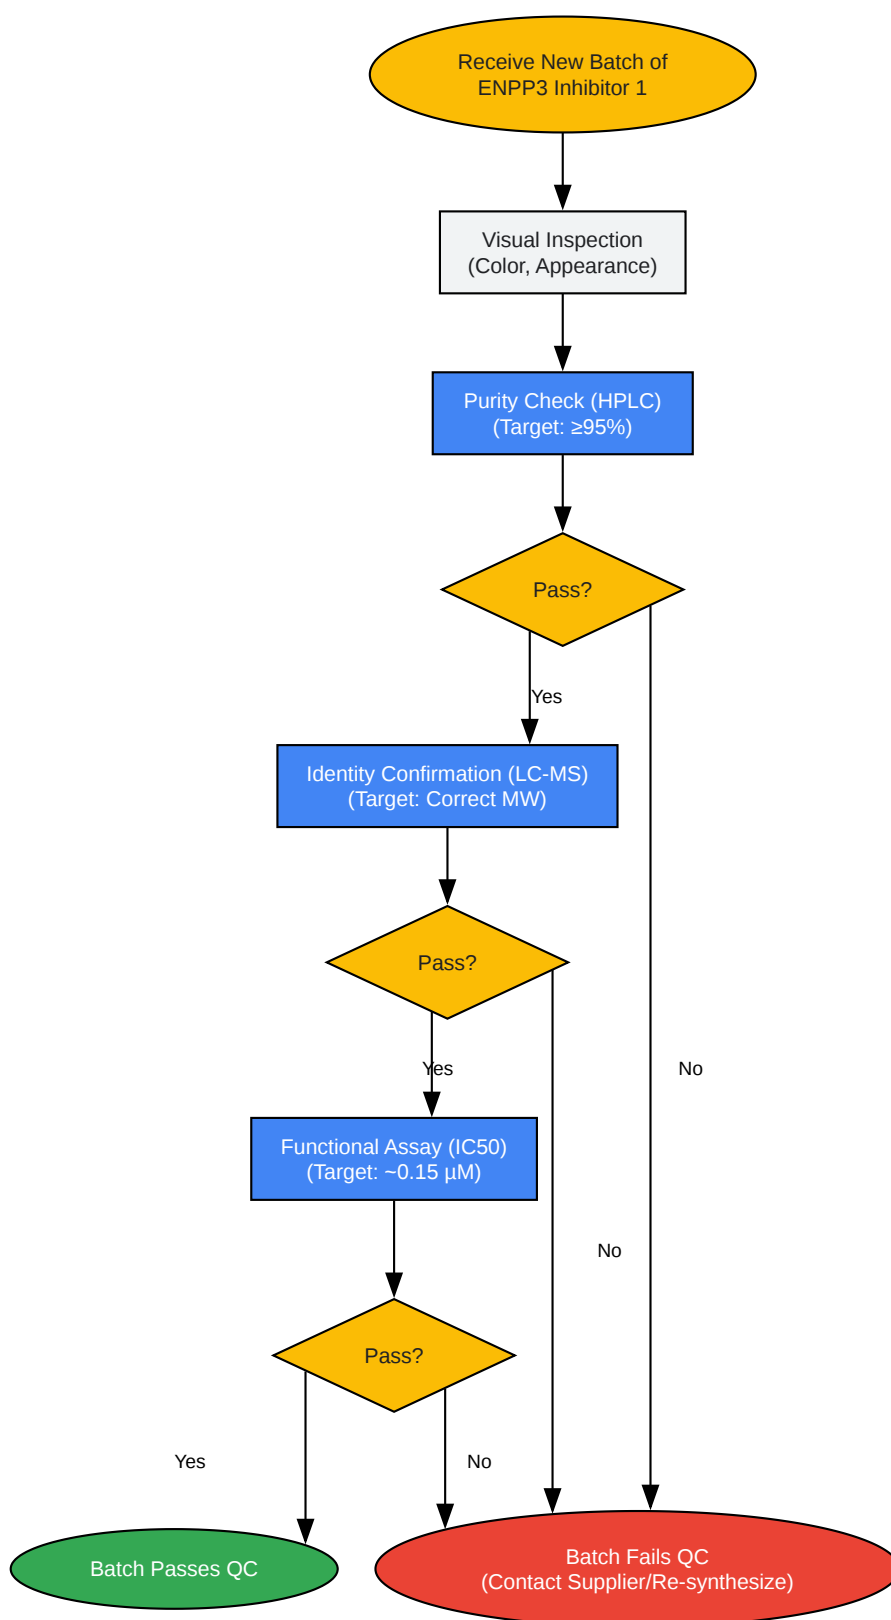 Receive New Batch of
ENPP3 Inhibitor 1
Visual Inspection
(Color, Appearance)
Purity Check (HPLC)
(Target: ≥95%)
Pass?
Yes
Identity Confirmation (LC-MS)
(Target: Correct MW)
Pass?
Yes
No
Functional Assay (IC50)
(Target: ~0.15 µM)
No
Pass?
Yes
No
Batch Passes QC
Batch Fails QC
(Contact Supplier/Re-synthesize)